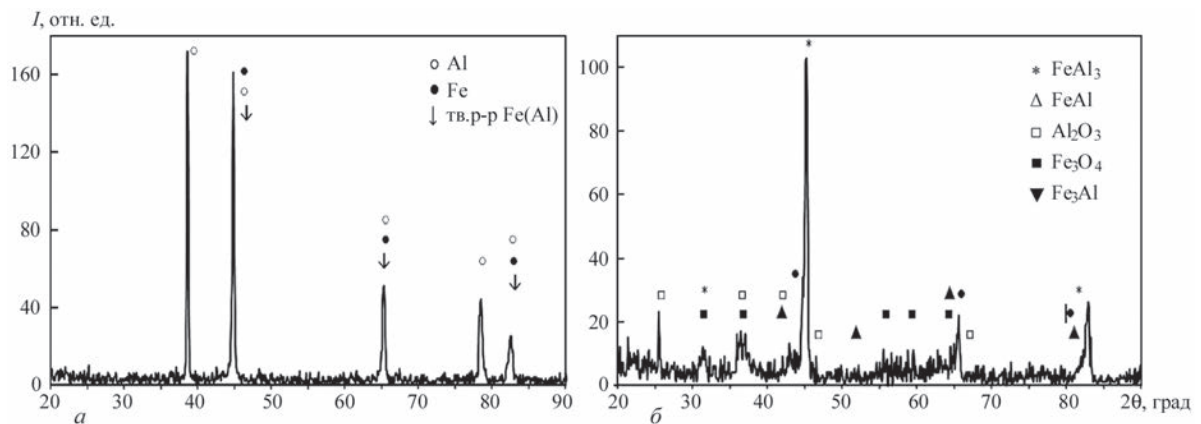 I, отн. ед.
160
120
80
40
0
20 30 40 50 60 70 80 90
а
Al
Fe
тв.р-р Fe(Al)
100
80
60
40
20
0
20 30 40 50 60 70 80 2θ, град
б
FeAl₃
FeAl
Al₂O₃
Fe₃O₄
Fe₃Al